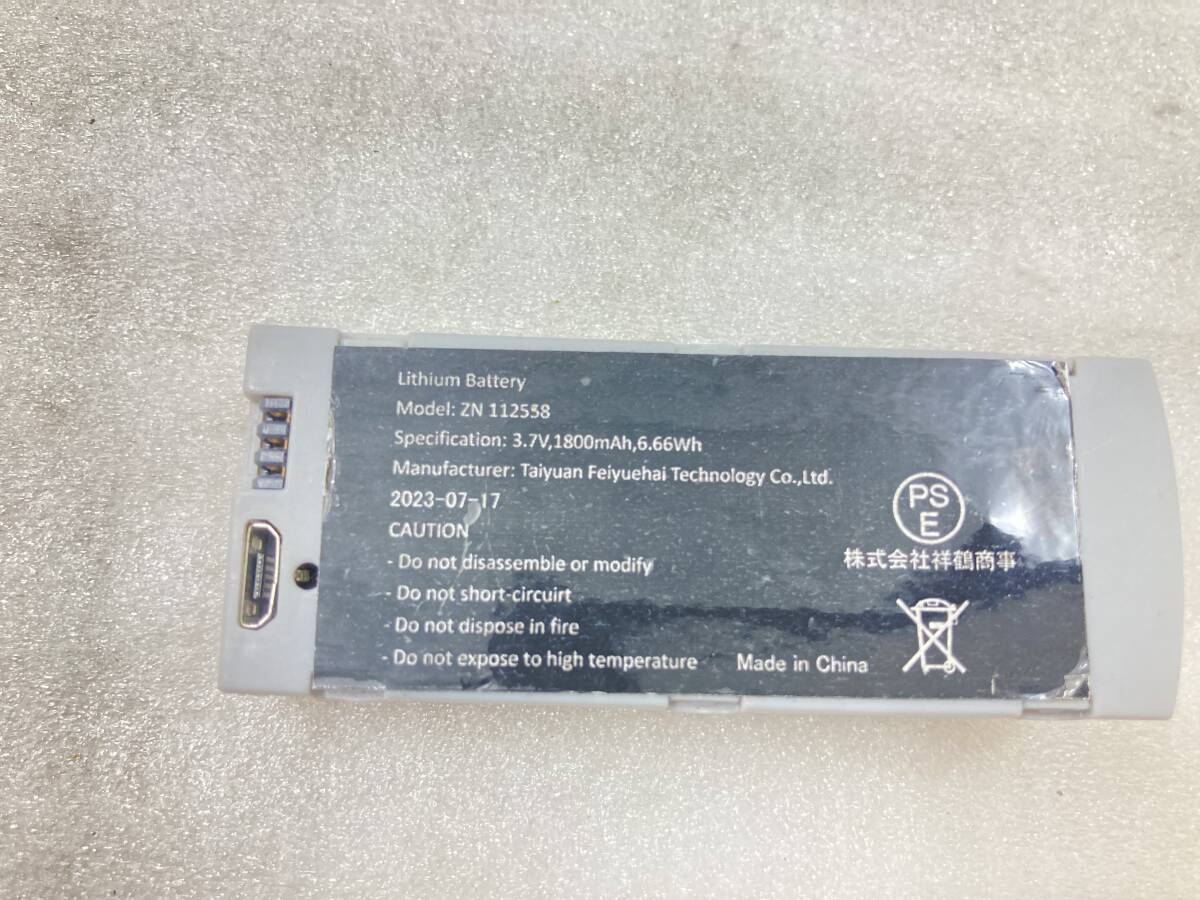 Lithium Battery
Model: ZN 112558
Specification: 3.7V,1800mAh,6.66Wh
Manufacturer: Taiyuan Feiyuehai Technology Co.,Ltd.
2023-07-17
CAUTION
- Do not disassemble or modify
- Do not short-circuirt
- Do not dispose in fire
- Do not expose to high temperature
Made in China
PS
E
株式会社祥鶴商事